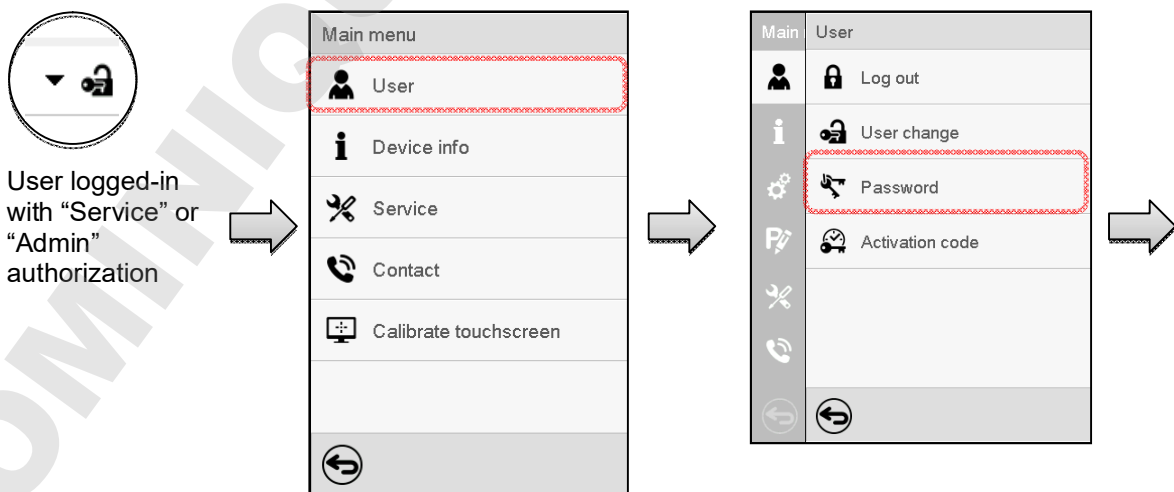 User logged-in
with “Service” or
“Admin”
authorization
Main menu
User
Device info
Service
Contact
Calibrate touchscreen
Main
User
Log out
User change
Password
Activation code